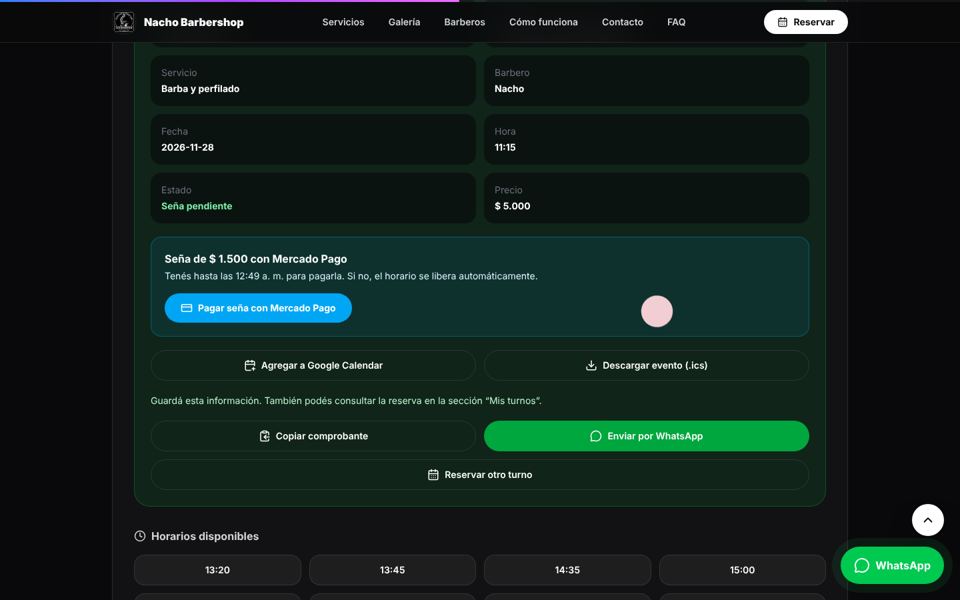 Nacho Barbershop
Servicios
Galería
Barberos
Cómo funciona
Contacto
FAQ
Reservar
Servicio
Barba y perfilado
Barbero
Nacho
Fecha
2026-11-28
Hora
11:15
Estado
Seña pendiente
Precio
$ 5.000
Seña de $ 1.500 con Mercado Pago
Tenés hasta las 12:49 a. m. para pagarla. Si no, el horario se libera automáticamente.
Pagar seña con Mercado Pago
Agregar a Google Calendar
Descargar evento (.ics)
Guardá esta información. También podés consultar la reserva en la sección “Mis turnos”.
Copiar comprobante
Enviar por WhatsApp
Reservar otro turno
Horarios disponibles
13:20
13:45
14:35
15:00
WhatsApp